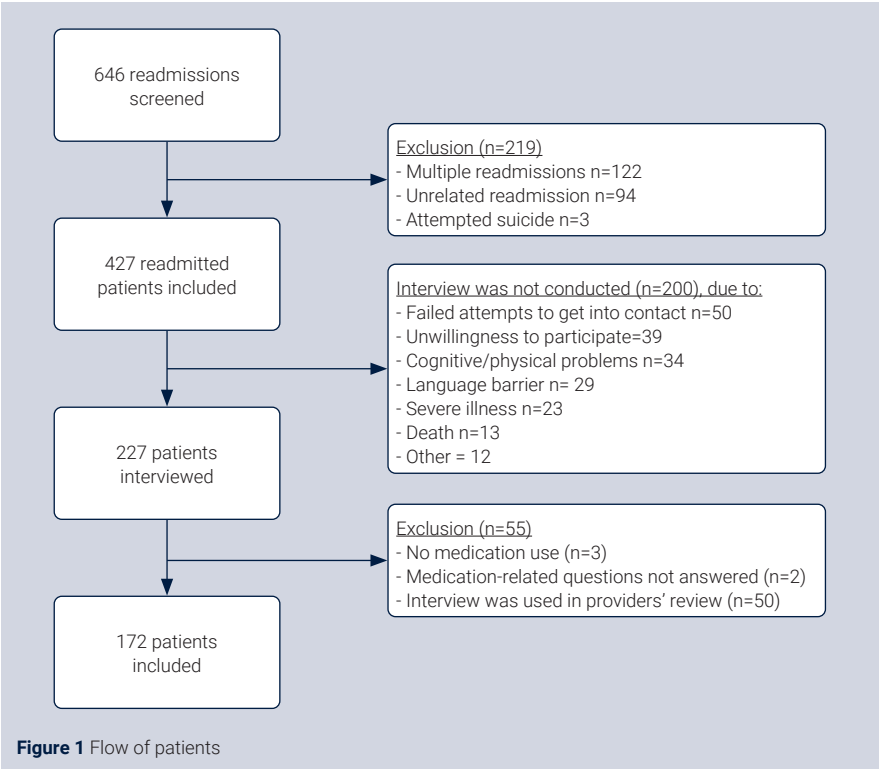 646 readmissions
screened
Exclusion (n=219)
- Multiple readmissions n=122
- Unrelated readmission n=94
- Attempted suicide n=3
427 readmitted
patients included
Interview was not conducted (n=200), due to:
- Failed attempts to get into contact n=50
- Unwillingness to participate=39
- Cognitive/physical problems n=34
- Language barrier n= 29
- Severe illness n=23
- Death n=13
- Other = 12
227 patients
interviewed
Exclusion (n=55)
- No medication use (n=3)
- Medication-related questions not answered (n=2)
- Interview was used in providers’ review (n=50)
172 patients
included
Figure 1 Flow of patients